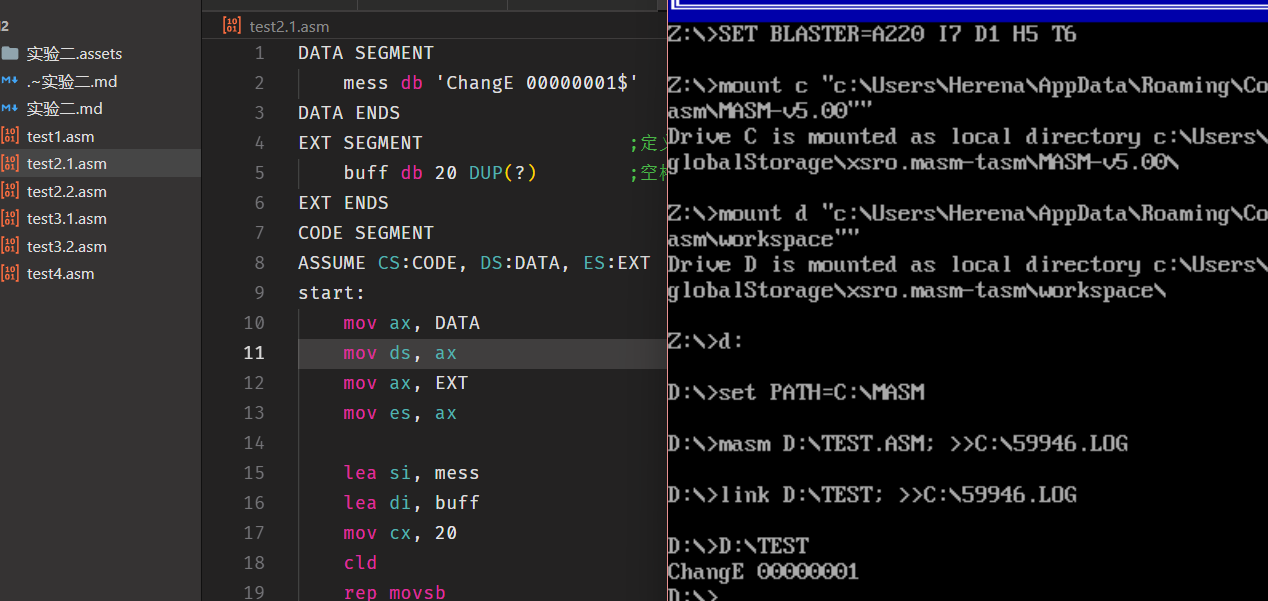 2
实验二.assets
.~实验二.md
实验二.md
test1.asm
test2.1.asm
test2.2.asm
test3.1.asm
test3.2.asm
test4.asm
test2.1.asm
1 DATA SEGMENT
2 mess db 'ChangE 00000001$'
3 DATA ENDS
4 EXT SEGMENT ;定义
5 buff db 20 DUP(?) ;空格
6 EXT ENDS
7 CODE SEGMENT
8 ASSUME CS:CODE, DS:DATA, ES:EXT
9 start:
10 mov ax, DATA
11 mov ds, ax
12 mov ax, EXT
13 mov es, ax
14
15 lea si, mess
16 lea di, buff
17 mov cx, 20
18 cld
19 rep movsb
Z:\>SET BLASTER=A220 I7 D1 H5 T6
Z:\>mount c "c:\Users\Herena\AppData\Roaming\Co
asm\MASM-v5.00""
Drive C is mounted as local directory c:\Users\
globalStorage\xsro.masm-tasm\MASM-v5.00\
Z:\>mount d "c:\Users\Herena\AppData\Roaming\Co
asm\workspace""
Drive D is mounted as local directory c:\Users\
globalStorage\xsro.masm-tasm\workspace\
Z:\>d:
D:\>set PATH=C:\MASM
D:\>masm D:\TEST.ASM; >>C:\59946.LOG
D:\>link D:\TEST; >>C:\59946.LOG
D:\>D:\TEST
ChangE 00000001
D:\>